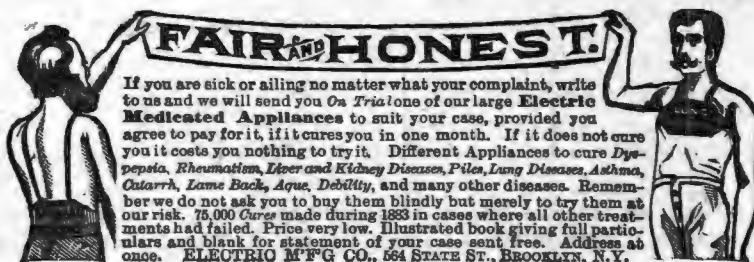 FAIR AND HONEST.
If you are sick or ailing no matter what your complaint, write
to us and we will send you On Trial one of our large Electric
Medicated Appliances to suit your case, provided you
agree to pay for it, if it cures you in one month. If it does not cure
you it costs you nothing to try it. Different Appliances to cure Dys-
pepsia, Rheumatism, Liver and Kidney Diseases, Piles, Lung Diseases, Asthma,
Catarrh, Lame Back, Ague, Debility, and many other diseases. Remem-
ber we do not ask you to buy them blindly but merely to try them at
our risk. 75,000 Cures made during 1883 in cases where all other treat-
ments had failed. Price very low. Illustrated book giving full partic-
ulars and blank for statement of your case sent free. Address at
once. ELECTRIC M'F'G CO., 564 STATE ST., BROOKLYN, N.Y.